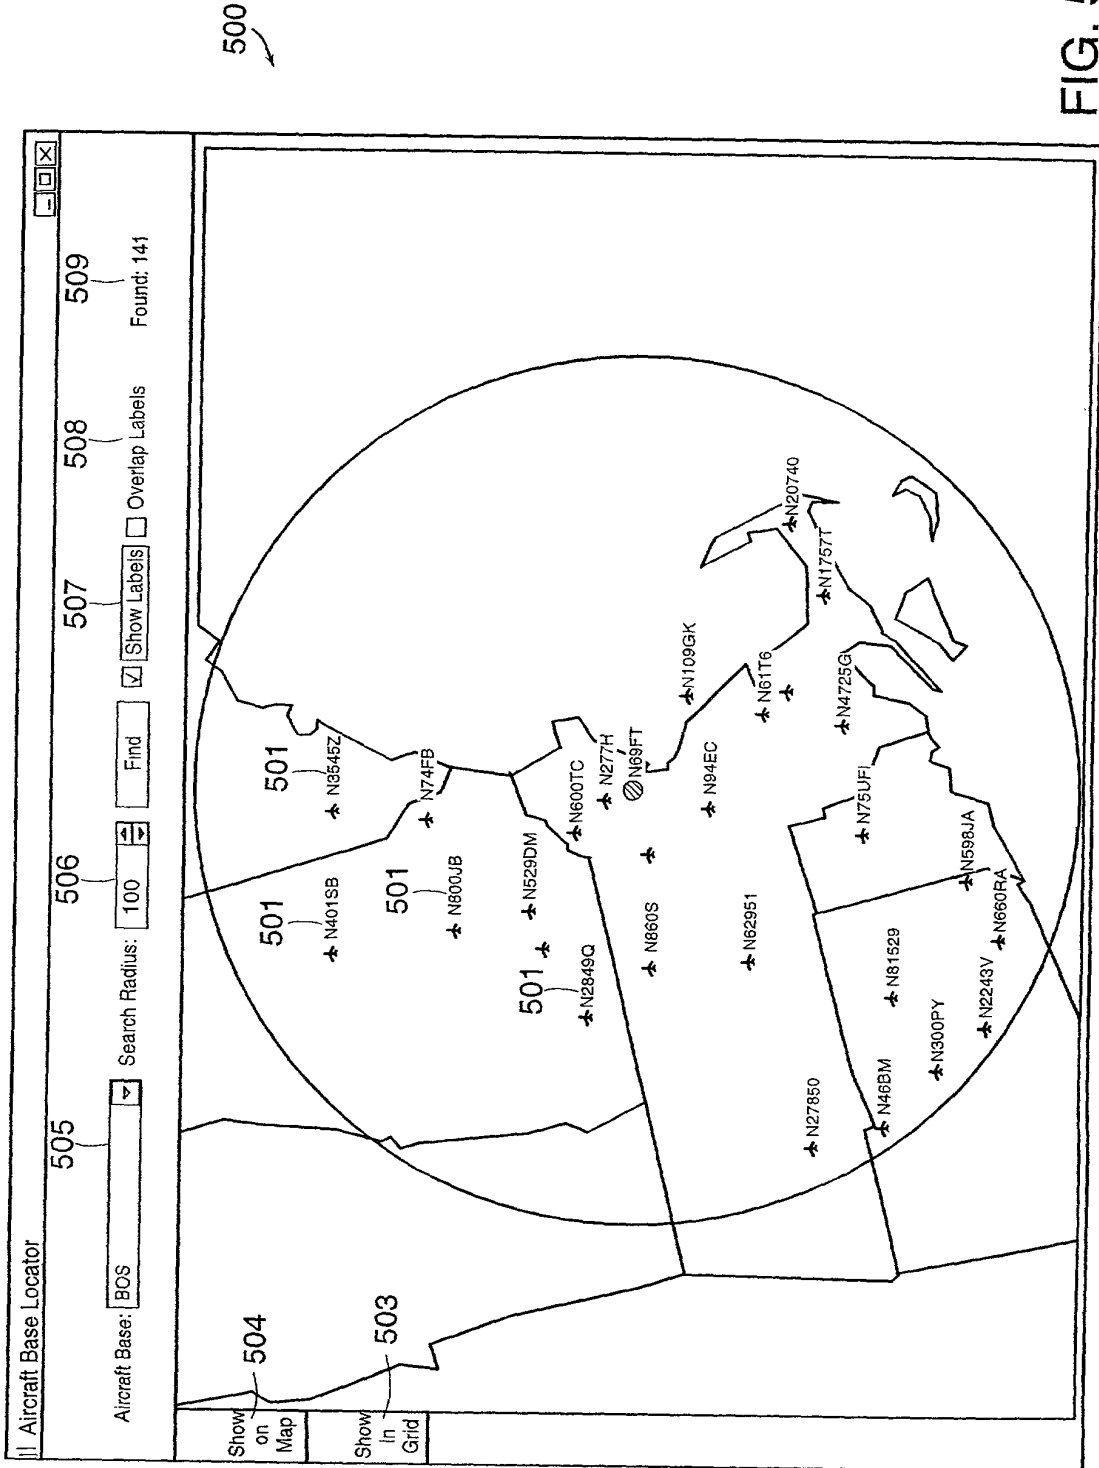 500
Aircraft Base Locator
505
506
507
508
509
Aircraft Base: BOS
Search Radius: 100
Find
Show Labels
Overlap Labels
Found: 141
Show on Map
504
Show In Grid
503
501
N401SB
501
N3545Z
N74FB
501
N800JB
N529DM
501
N2849Q
N600TC
N277H
N69FT
N860S
N109GK
N94EC
N62951
N61T6
N20740
N1757T
N4725G
N27850
N75UF
N46BM
N81529
N300PY
N598JA
N2243V
N660RA
FIG. 5